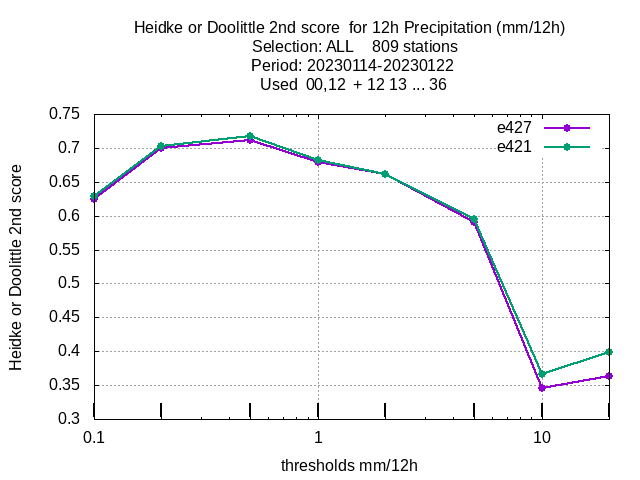 Heidke or Doolittle 2nd score  for 12h Precipitation (mm/12h)
Selection: ALL    809 stations
Period: 20230114-20230122
Used  00,12  + 12 13 ... 36
e427
e421
0.75
0.7
0.65
0.6
0.55
0.5
0.45
0.4
0.35
0.3
Heidke or Doolittle 2nd score
0.1 1 10
thresholds mm/12h